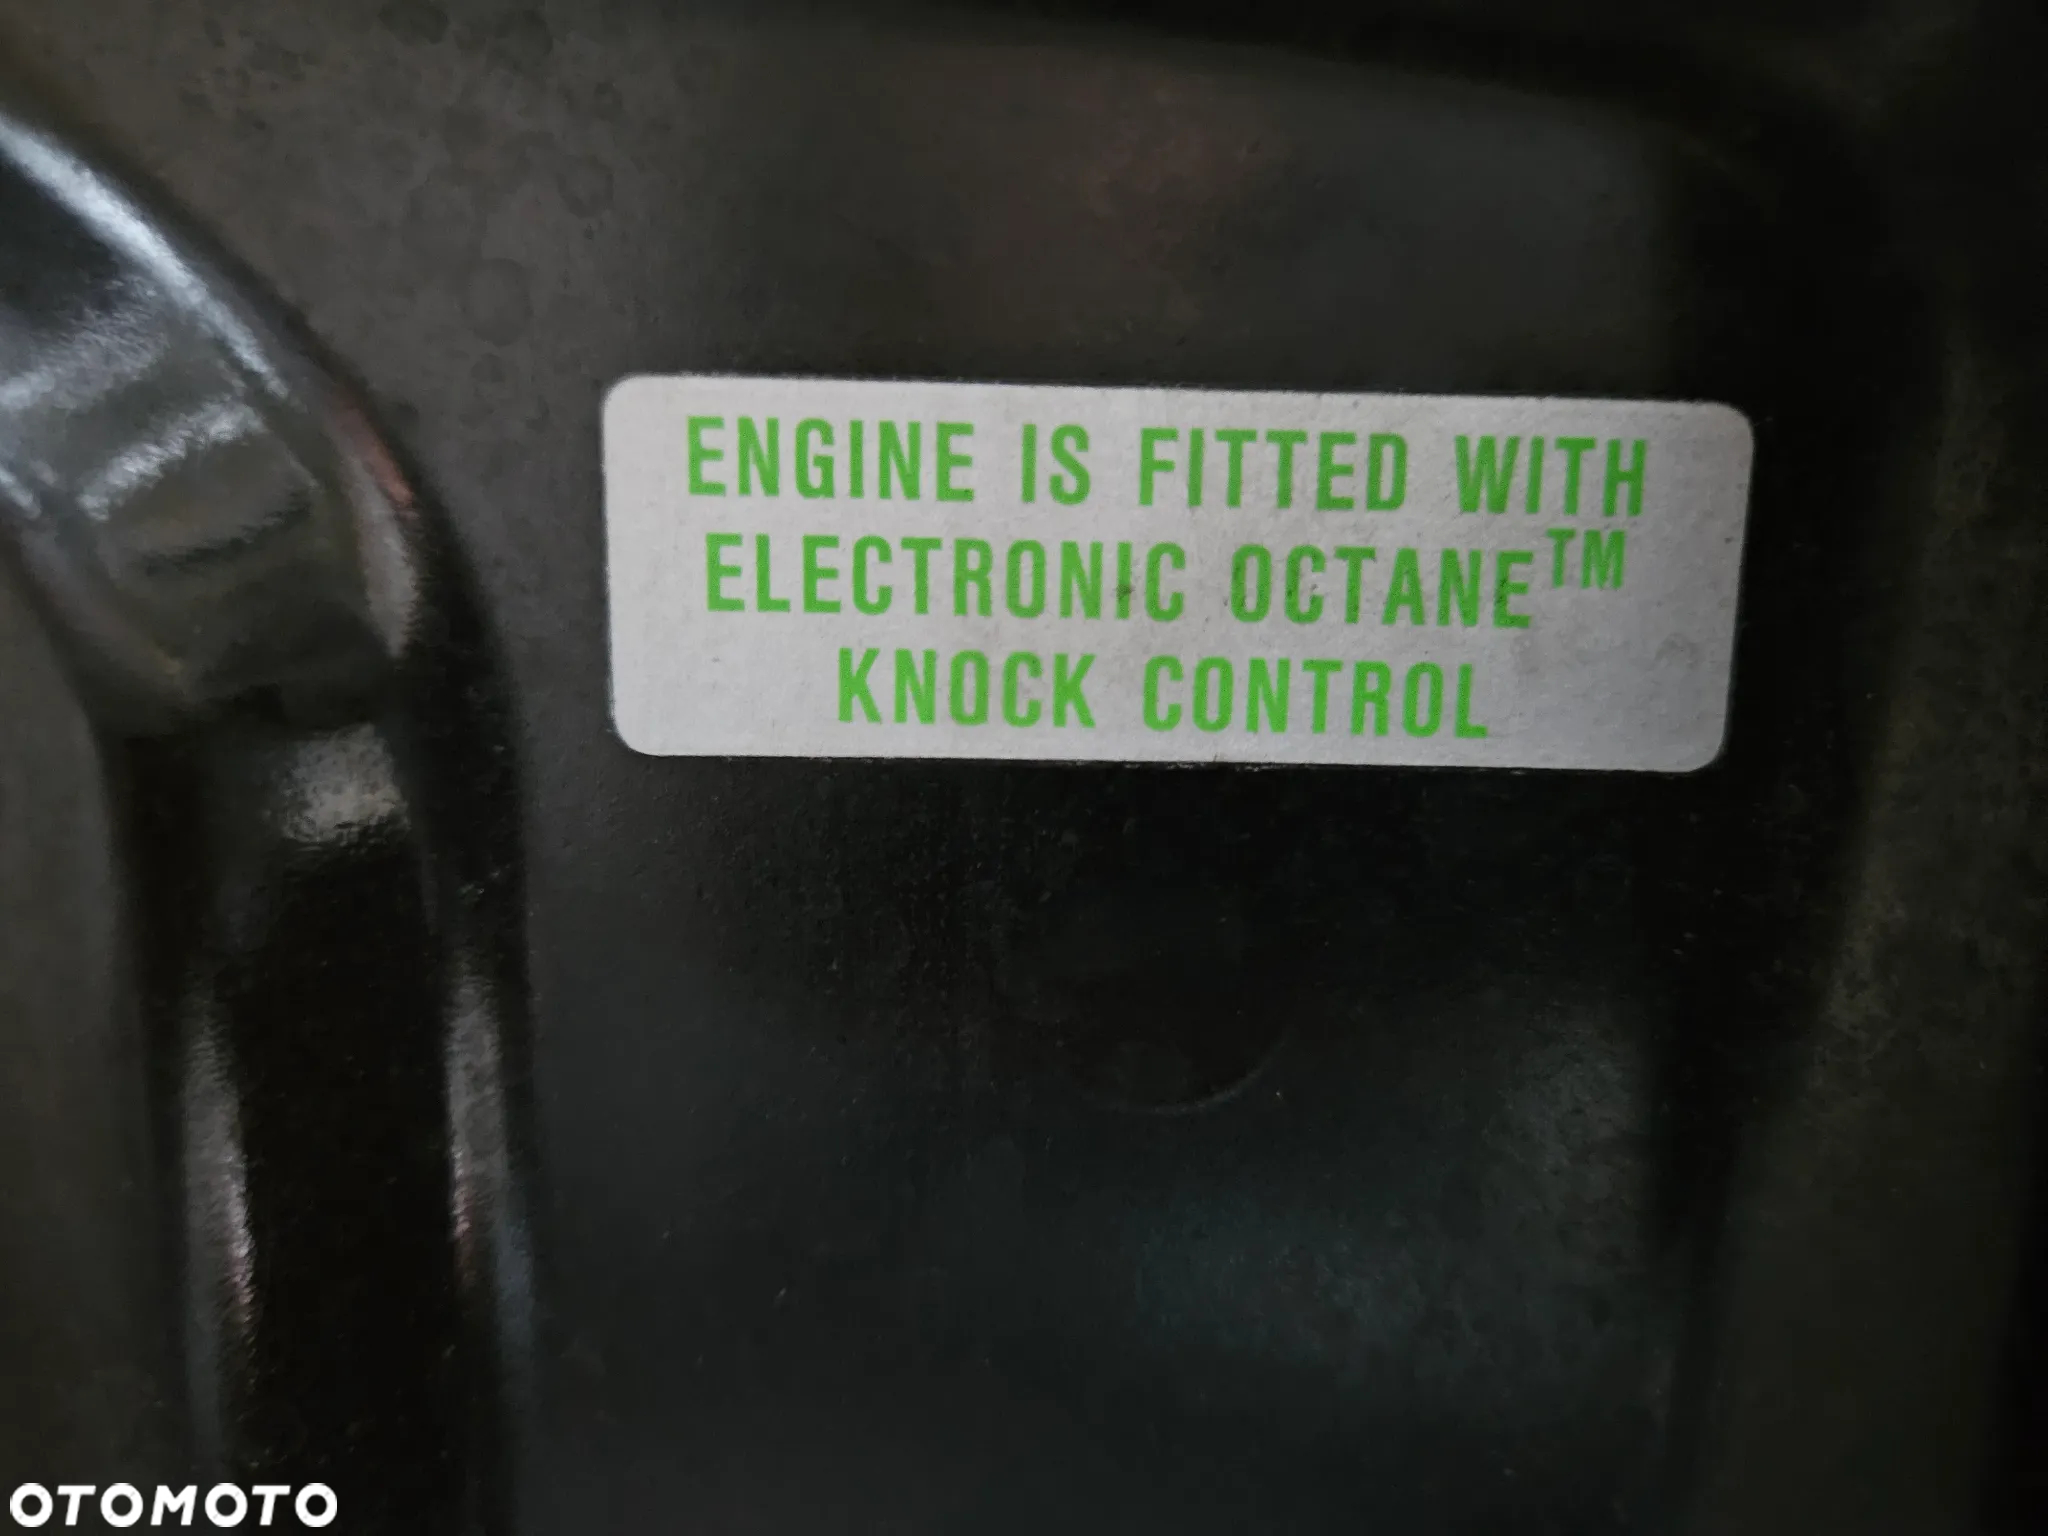 ENGINE IS FITTED WITH
ELECTRONIC OCTANE™
KNOCK CONTROL
OTOMOTO